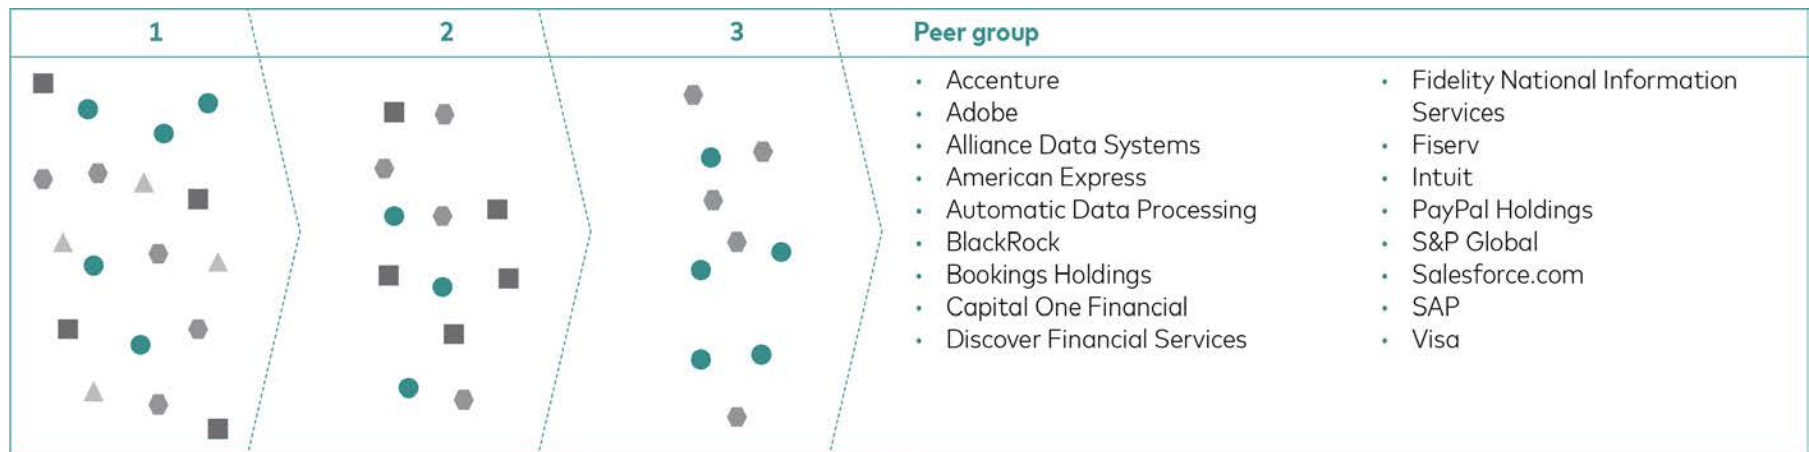 1
2
3
Peer group
• Accenture
• Adobe
• Alliance Data Systems
• American Express
• Automatic Data Processing
• BlackRock
• Bookings Holdings
• Capital One Financial
• Discover Financial Services
• Fidelity National Information
Services
• Fiserv
• Intuit
• PayPal Holdings
• S&P Global
• Salesforce.com
• SAP
• Visa